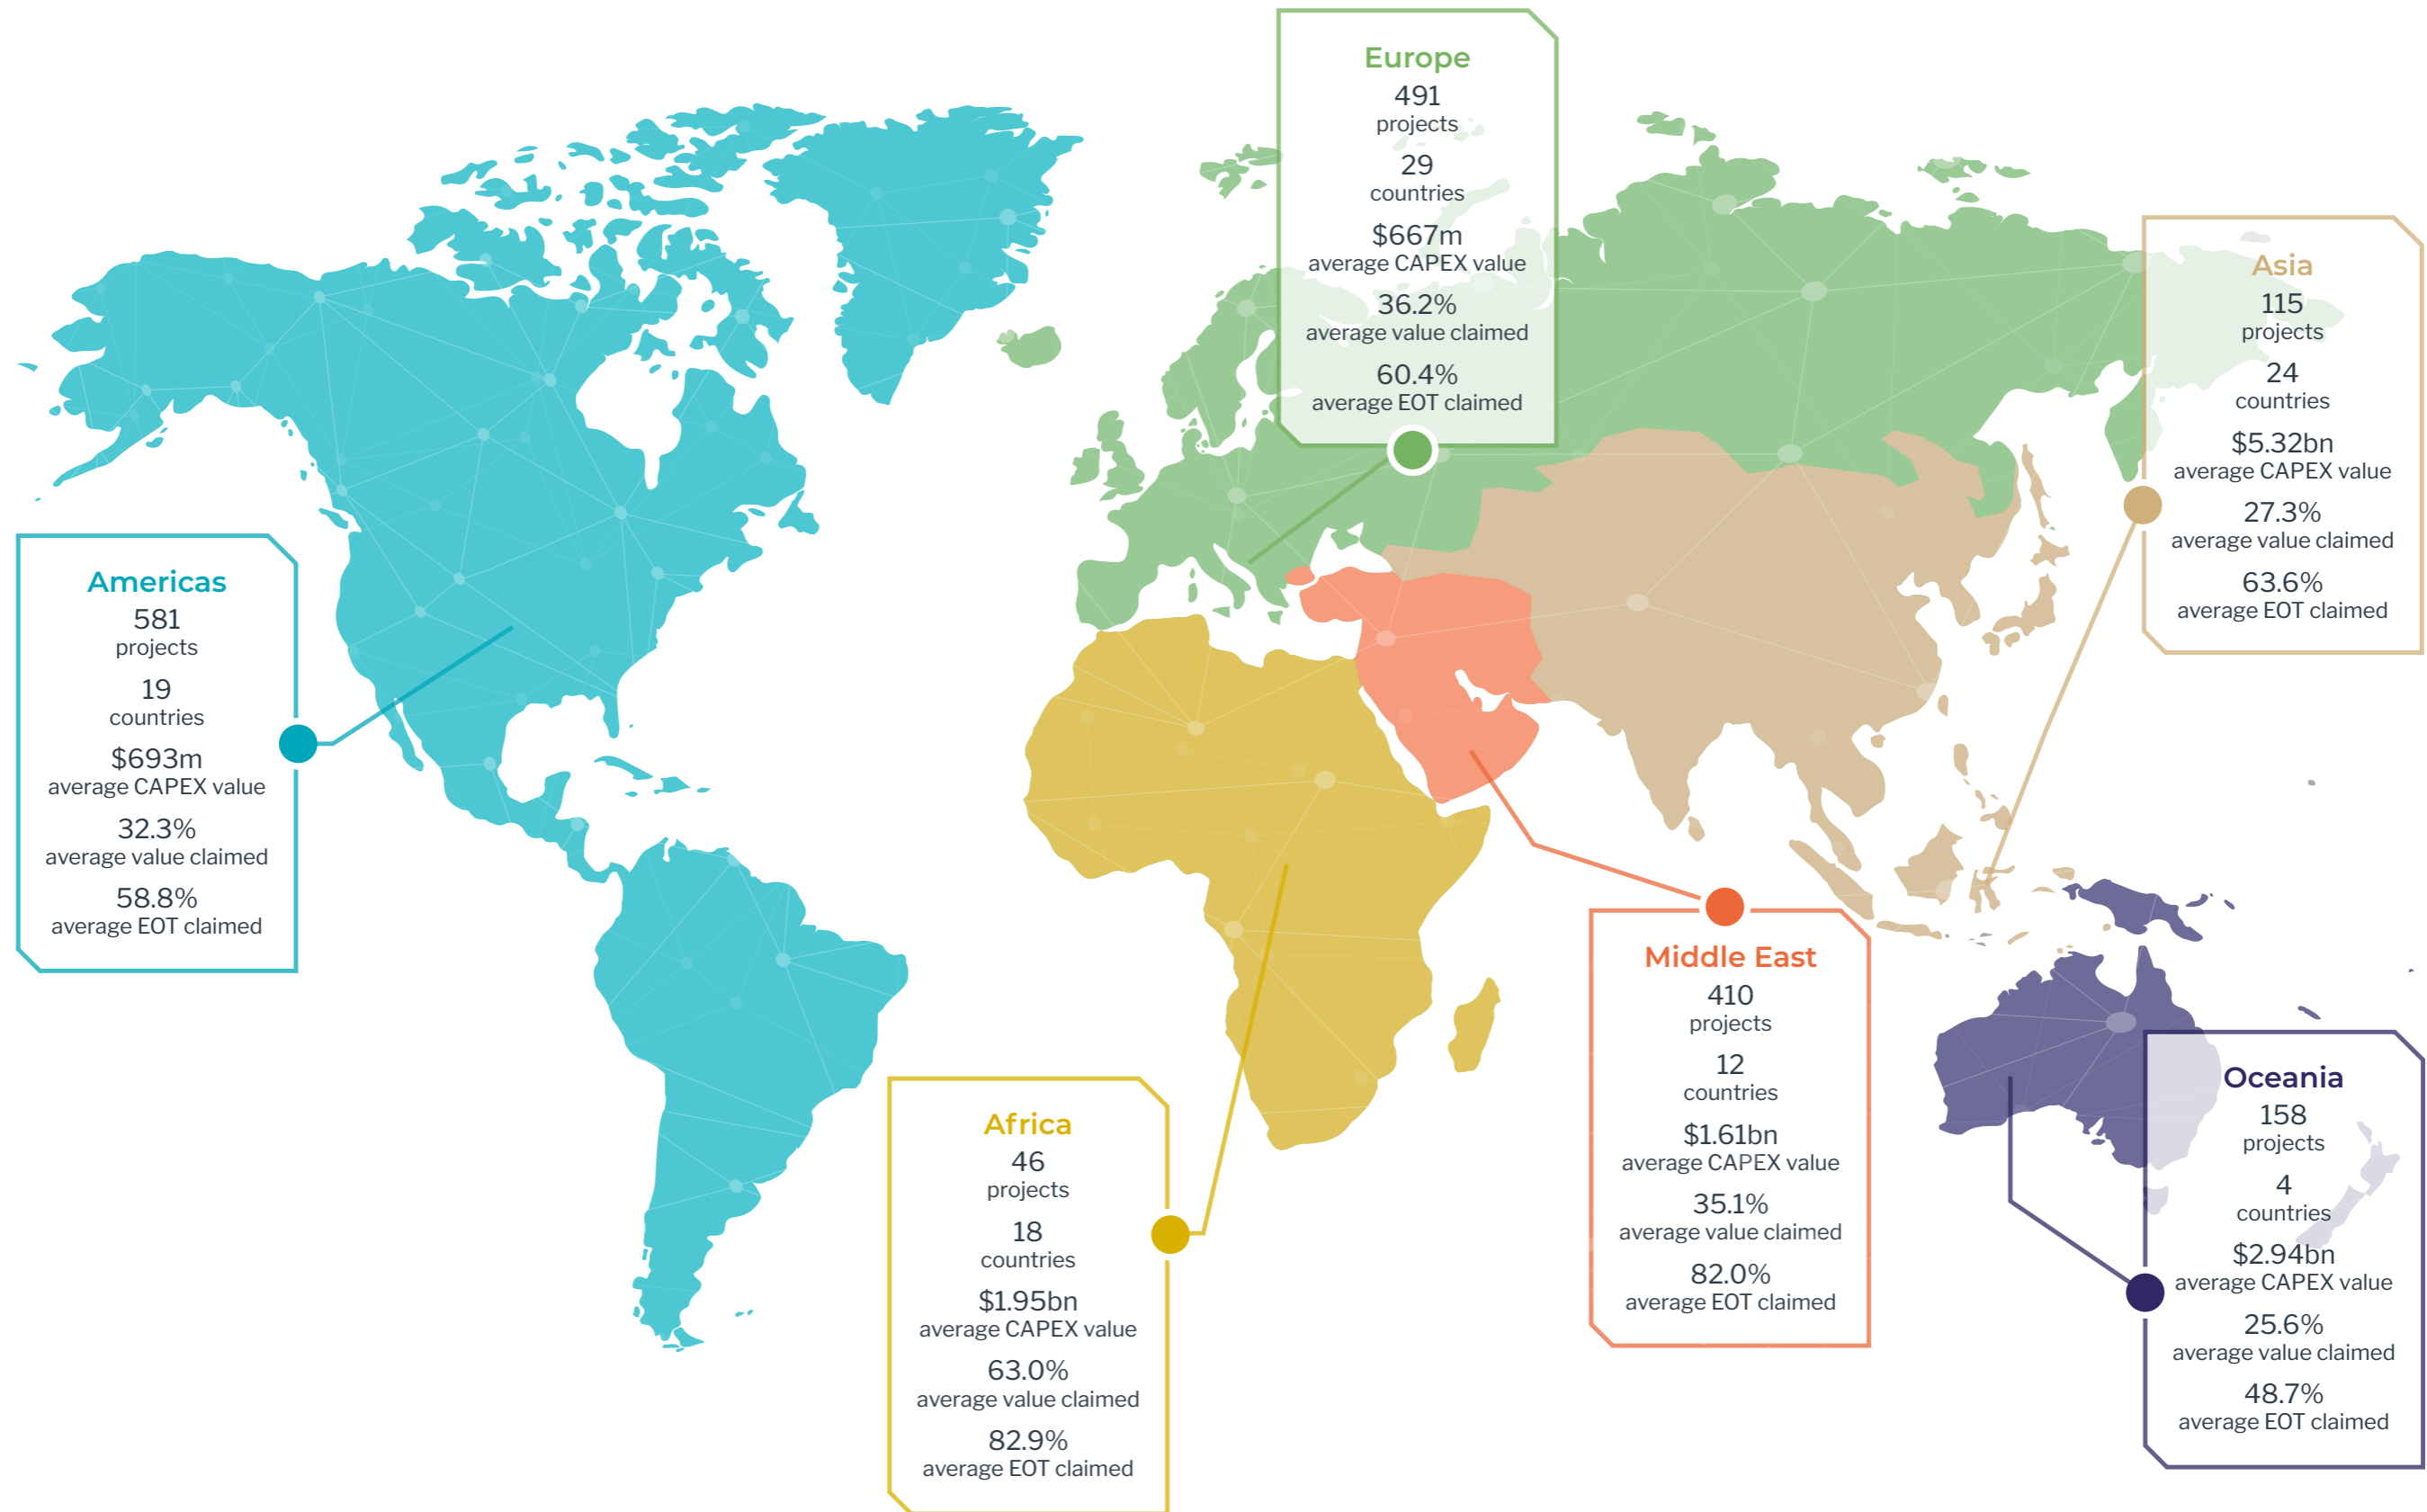 Europe
491
projects
29
countries
$667m
average CAPEX value
36.2%
average value claimed
60.4%
average EOT claimed
Asia
115
projects
24
countries
$5.32bn
average CAPEX value
27.3%
average value claimed
63.6%
average EOT claimed
Americas
581
projects
19
countries
$693m
average CAPEX value
32.3%
average value claimed
58.8%
average EOT claimed
Middle East
410
projects
12
countries
$1.61bn
average CAPEX value
35.1%
average value claimed
82.0%
average EOT claimed
Africa
46
projects
18
countries
$1.95bn
average CAPEX value
63.0%
average value claimed
82.9%
average EOT claimed
Oceania
158
projects
4
countries
$2.94bn
average CAPEX value
25.6%
average value claimed
48.7%
average EOT claimed